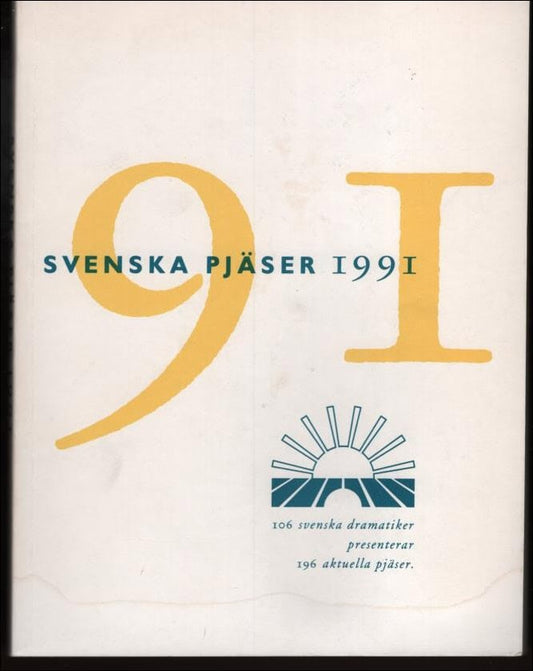 91
SVENSKA PJÄSER 1991
106 svenska dramatiker
presenterar
196 aktuella pjäser.